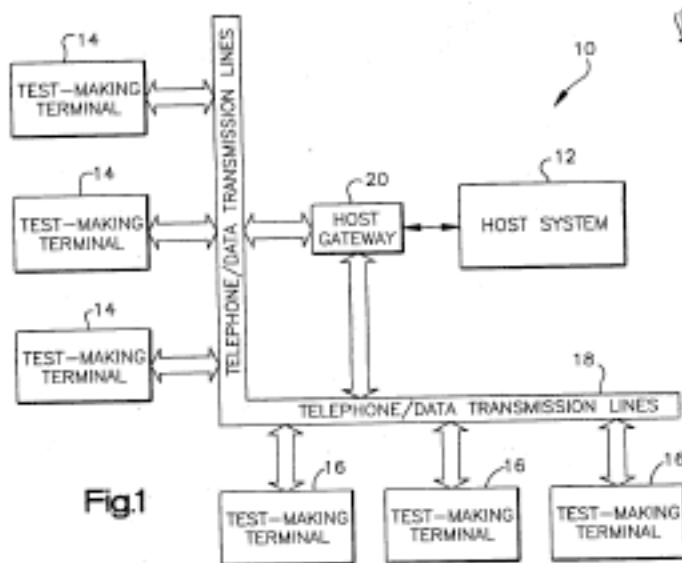 14
TEST-MAKING
TERMINAL
14
TEST-MAKING
TERMINAL
14
TEST-MAKING
TERMINAL
TELEPHONE/DATA TRANSMISSION LINES
20
HOST
GATEWAY
10
12
HOST SYSTEM
18
TELEPHONE/DATA TRANSMISSION LINES
16
TEST-MAKING
TERMINAL
16
TEST-MAKING
TERMINAL
16
TEST-MAKING
TERMINAL
Fig.1